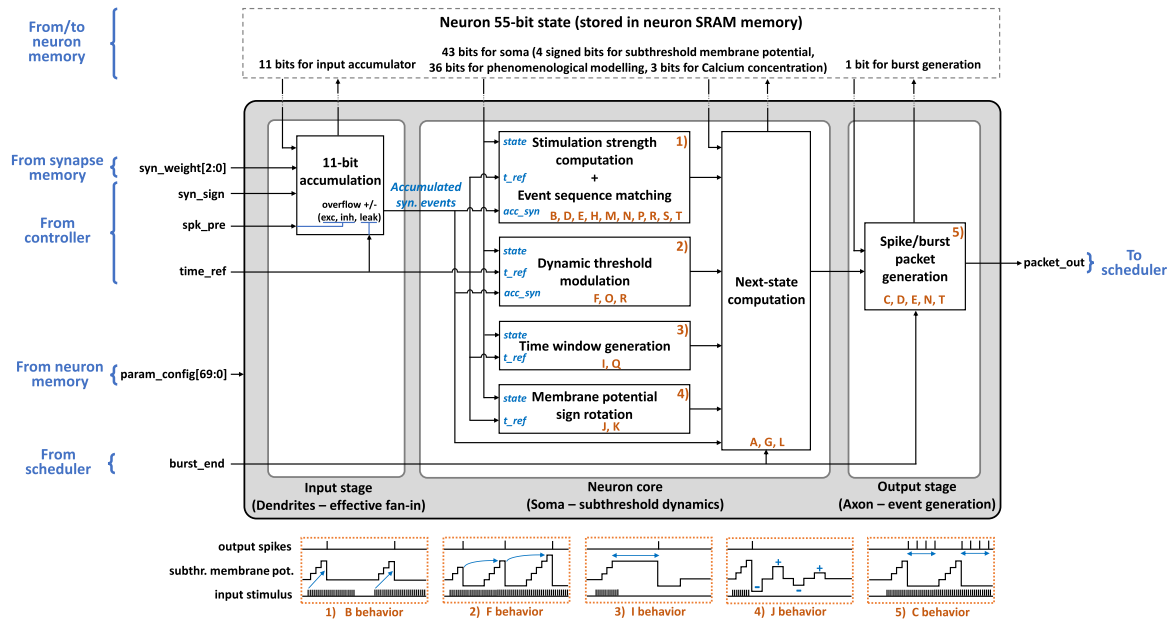 Neuron 55-bit state (stored in neuron SRAM memory)
From/to
neuron
memory
43 bits for soma (4 signed bits for subthreshold membrane potential,
11 bits for input accumulator
36 bits for phenomenological modelling, 3 bits for Calcium concentration)
1 bit for burst generation
From synapse
memory
syn_weight[2:0]
From
controller
syn_sign
spk_pre
time_ref
From neuron
memory
param_config[69:0]
From
scheduler
burst_end
11-bit
accumulation
overflow +/-
(exc, inh, leak)
Accumulated
syn. events
state
t_ref
acc_syn
1)
Stimulation strength
computation
+
Event sequence matching
B, D, E, H, M, N, P, R, S, T
state
t_ref
acc_syn
2)
Dynamic threshold
modulation
F, O, R
state
t_ref
3)
Time window generation
I, Q
state
t_ref
4)
Membrane potential
sign rotation
J, K
Next-state
computation
A, G, L
5)
Spike/burst
packet
generation
C, D, E, N, T
packet_out
To
scheduler
Input stage
(Dendrites – effective fan-in)
Neuron core
(Soma – subthreshold dynamics)
Output stage
(Axon – event generation)
output spikes
subthr. membrane pot.
input stimulus
+
+
-
-
1) B behavior
2) F behavior
3) I behavior
4) J behavior
5) C behavior